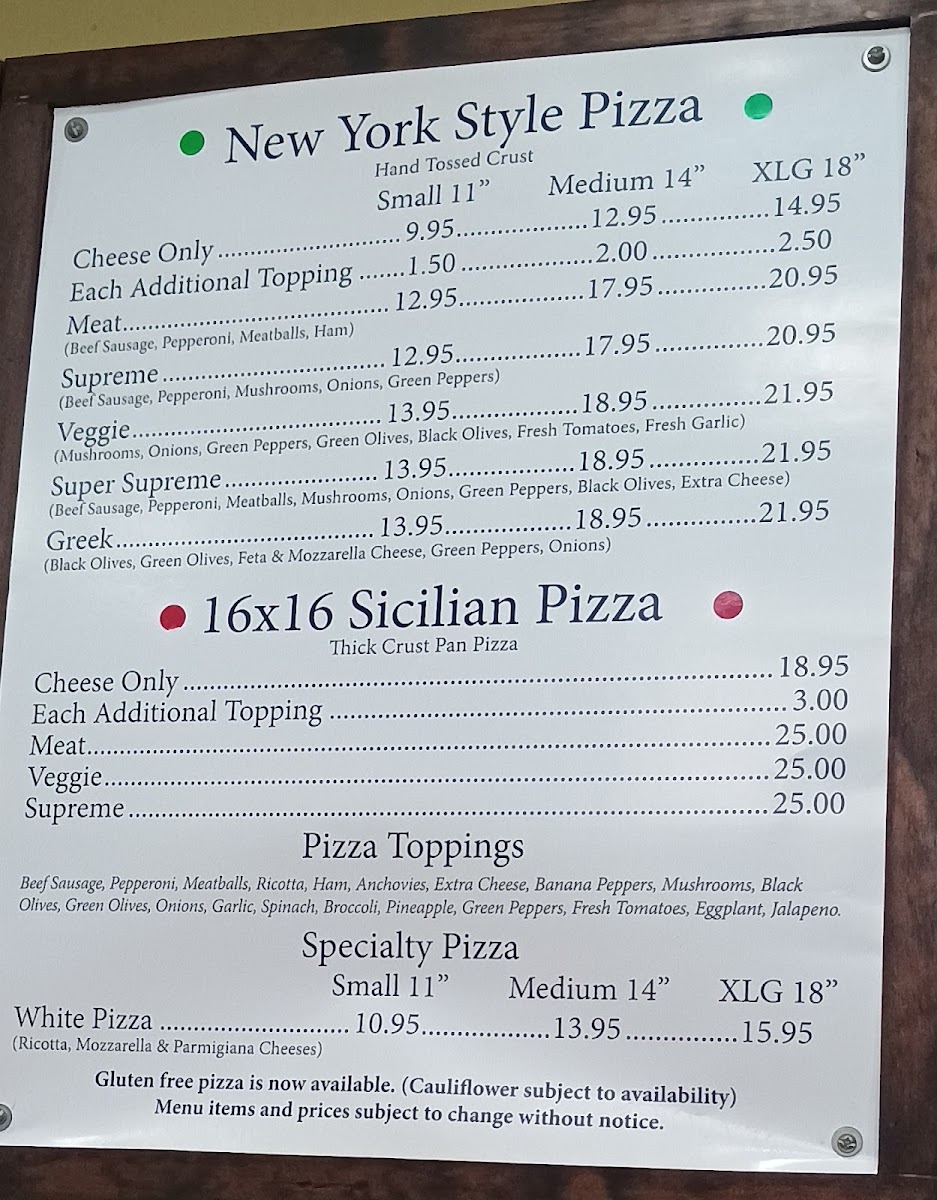 New York Style Pizza
Hand Tossed Crust
Small 11” Medium 14” XLG 18”
Cheese Only ........ 9.95 ........ 12.95 ........ 14.95
Each Additional Topping ....... 1.50 ........ 2.00 ........ 2.50
Meat ........ 12.95 ........ 17.95 ........ 20.95
(Beef Sausage, Pepperoni, Meatballs, Ham)
Supreme ........ 12.95 ........ 17.95 ........ 20.95
(Beef Sausage, Pepperoni, Mushrooms, Onions, Green Peppers)
Veggie ........ 13.95 ........ 18.95 ........ 21.95
(Mushrooms, Onions, Green Peppers, Green Olives, Black Olives, Fresh Tomatoes, Fresh Garlic)
Super Supreme ........ 13.95 ........ 18.95 ........ 21.95
(Beef Sausage, Pepperoni, Meatballs, Mushrooms, Onions, Green Peppers, Black Olives, Extra Cheese)
Greek ........ 13.95 ........ 18.95 ........ 21.95
(Black Olives, Green Olives, Feta & Mozzarella Cheese, Green Peppers, Onions)
16x16 Sicilian Pizza
Thick Crust Pan Pizza
Cheese Only ........ 18.95
Each Additional Topping ........ 3.00
Meat ........ 25.00
Veggie ........ 25.00
Supreme ........ 25.00
Pizza Toppings
Beef Sausage, Pepperoni, Meatballs, Ricotta, Ham, Anchovies, Extra Cheese, Banana Peppers, Mushrooms, Black
Olives, Green Olives, Onions, Garlic, Spinach, Broccoli, Pineapple, Green Peppers, Fresh Tomatoes, Eggplant, Jalapeno.
Specialty Pizza
Small 11” Medium 14” XLG 18”
White Pizza ........ 10.95 ........ 13.95 ........ 15.95
(Ricotta, Mozzarella & Parmigiana Cheeses)
Gluten free pizza is now available. (Cauliflower subject to availability)
Menu items and prices subject to change without notice.